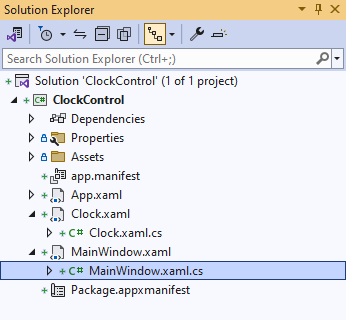 Solution Explorer
Search Solution Explorer (Ctrl+;)
Solution 'ClockControl' (1 of 1 project)
C# ClockControl
Dependencies
Properties
Assets
app.manifest
App.xaml
Clock.xaml
C# Clock.xaml.cs
MainWindow.xaml
C# MainWindow.xaml.cs
Package.appxmanifest